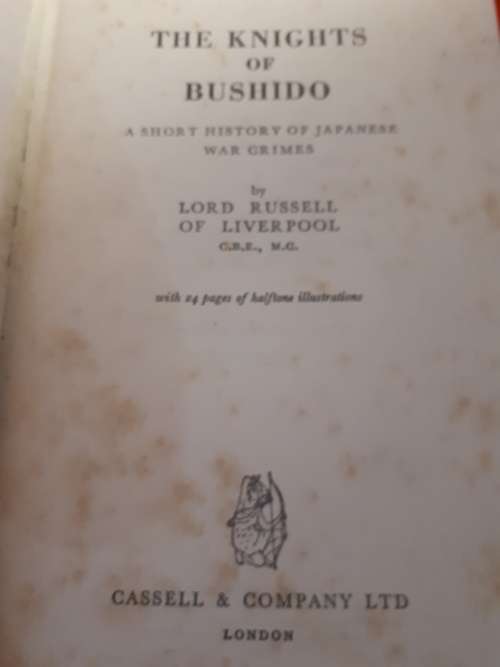 THE KNIGHTS
OF
BUSHIDO
A SHORT HISTORY OF JAPANESE
WAR CRIMES
by
LORD RUSSELL
OF LIVERPOOL
C.B.E., M.C.
with 24 pages of halftone illustrations
CASSELL & COMPANY LTD
LONDON